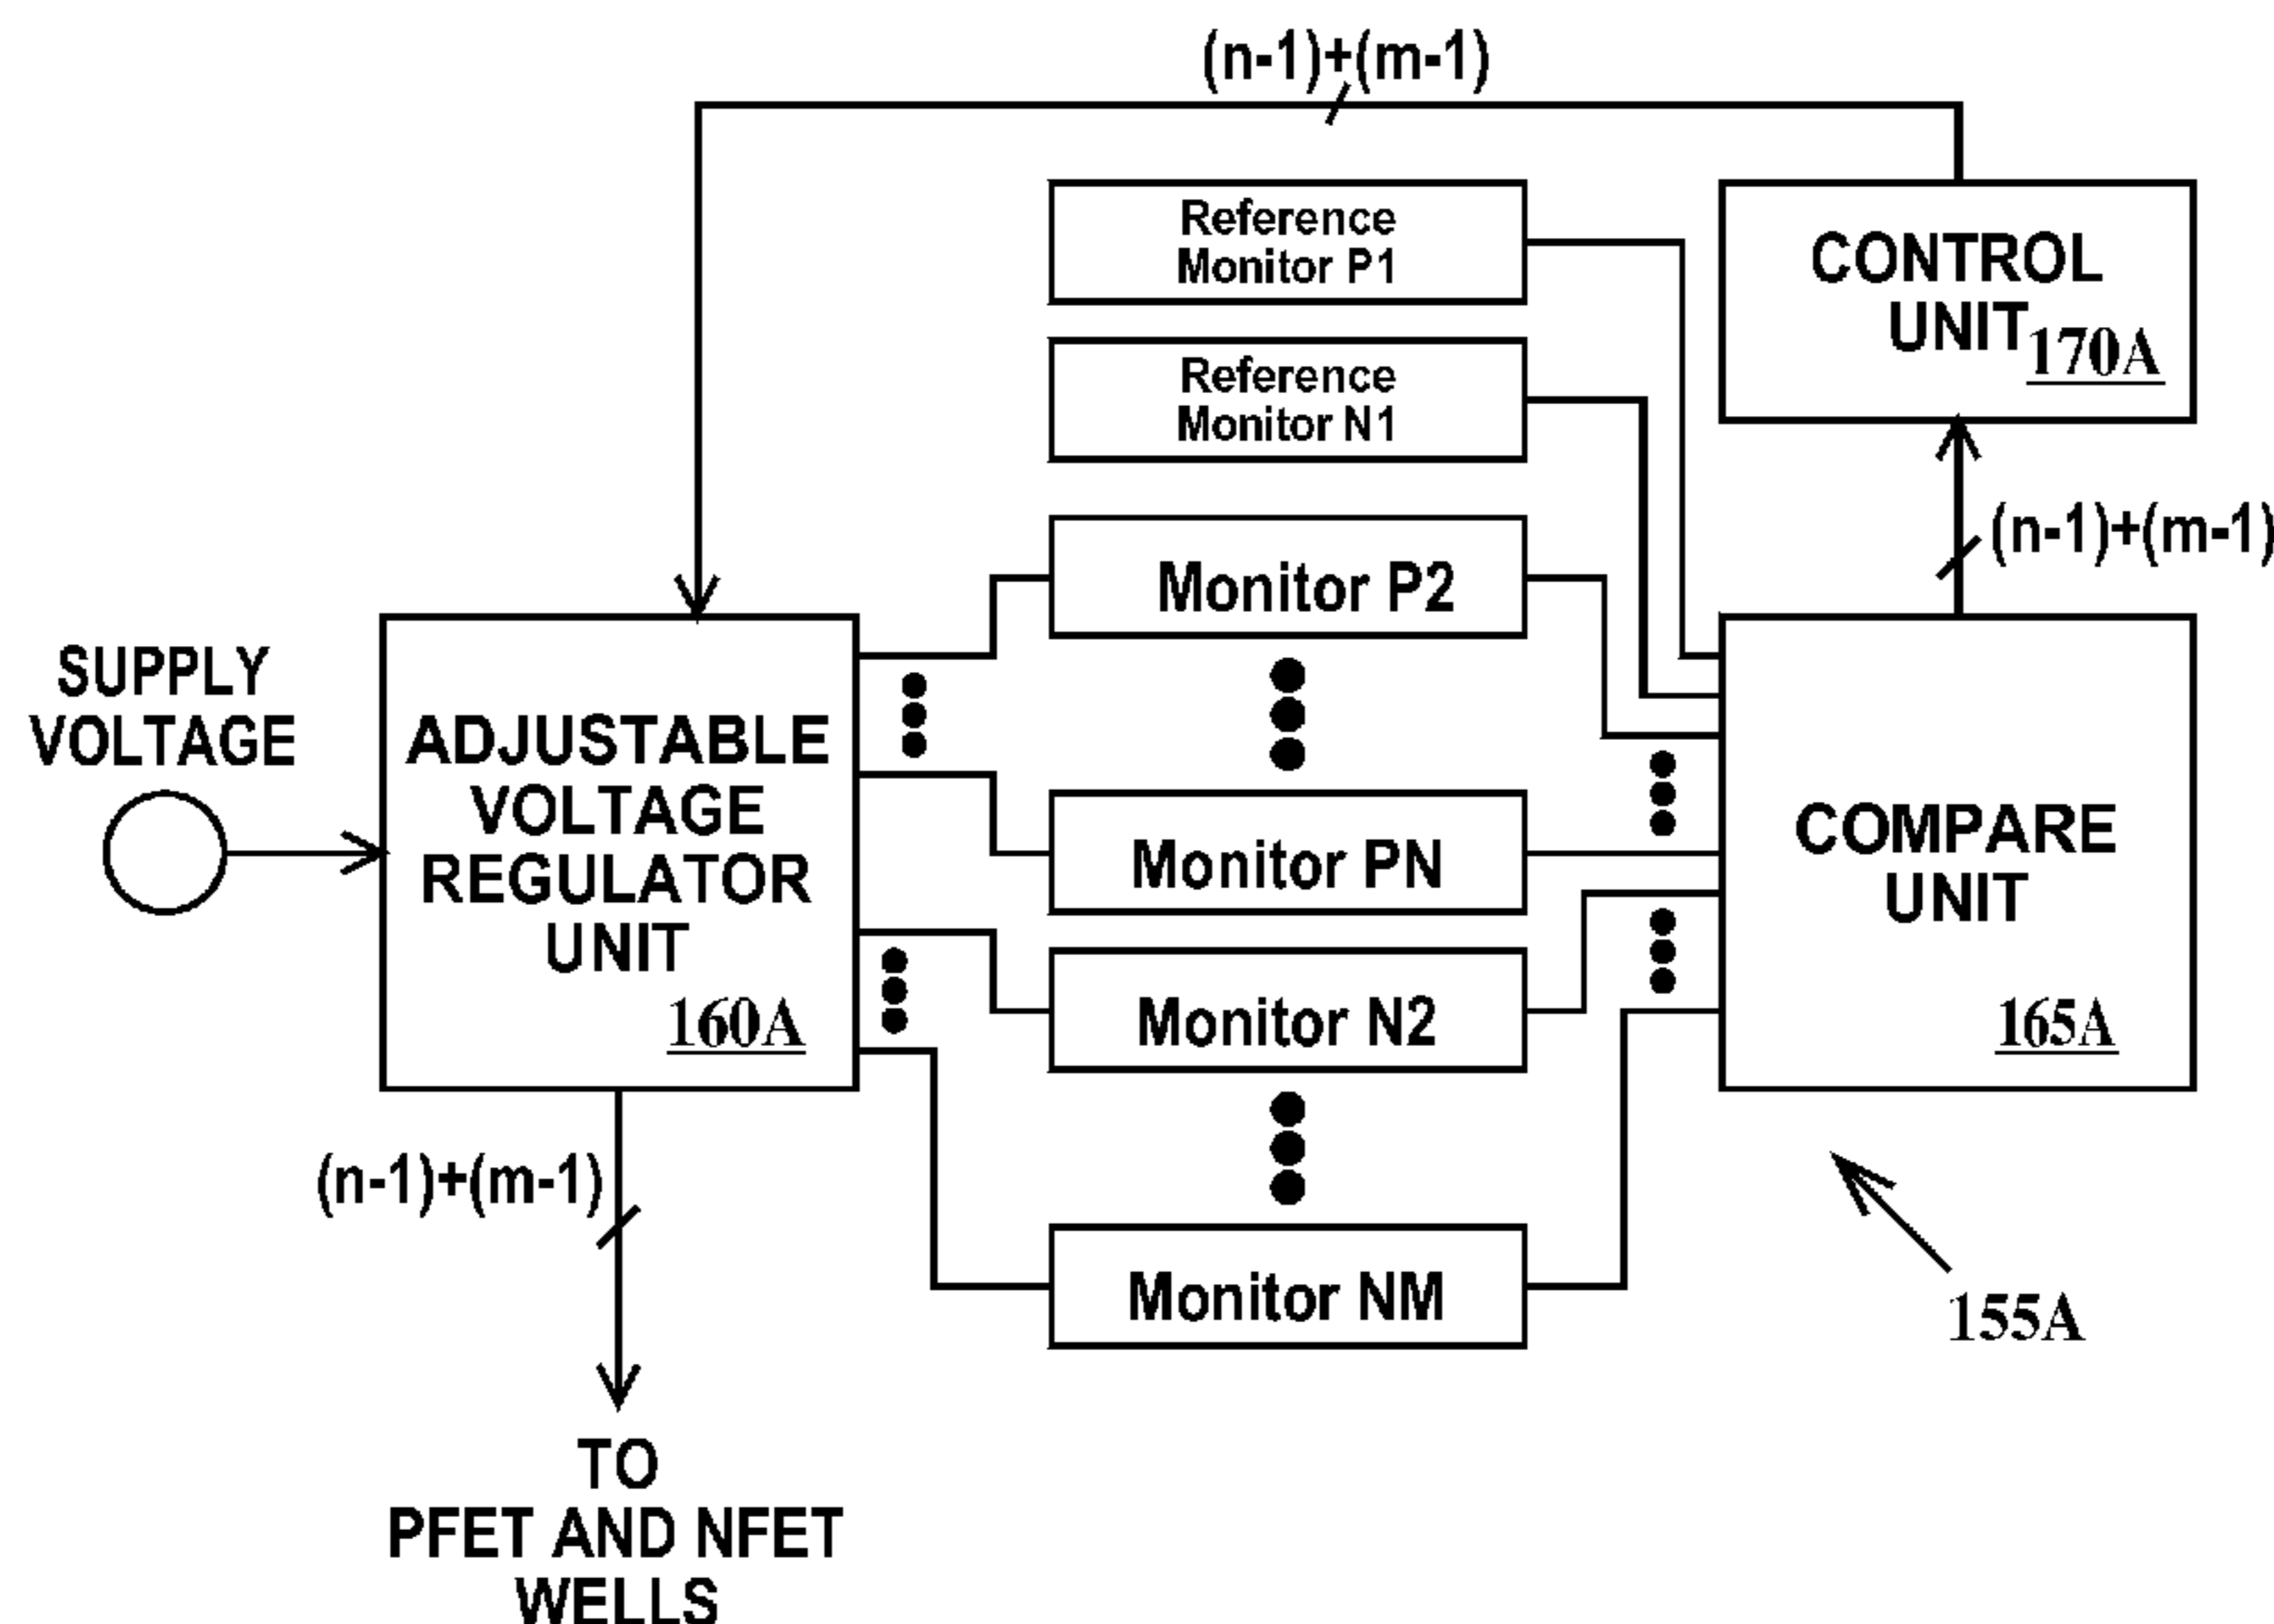 (n-1)+(m-1)
Reference
Monitor P1
CONTROL
UNIT
170A
Reference
Monitor N1
(n-1)+(m-1)
Monitor P2
SUPPLY
VOLTAGE
ADJUSTABLE
VOLTAGE
REGULATOR
UNIT
160A
Monitor PN
COMPARE
UNIT
165A
Monitor N2
(n-1)+(m-1)
Monitor NM
155A
TO
PFET AND NFET
WELLS